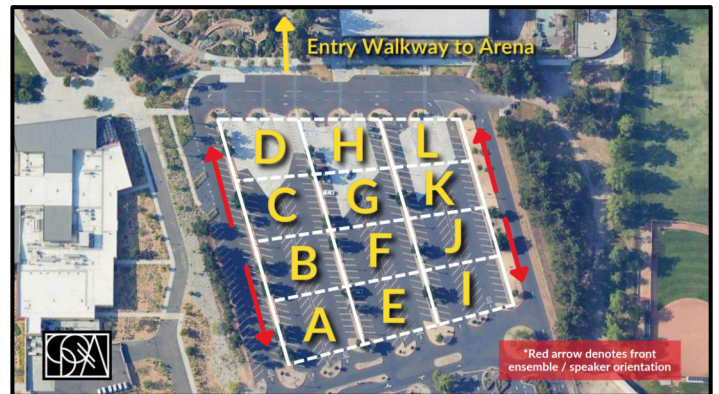 Entry Walkway to Arena
D H L
C G K
B F J
A E I
*Red arrow denotes front
ensemble / speaker orientation